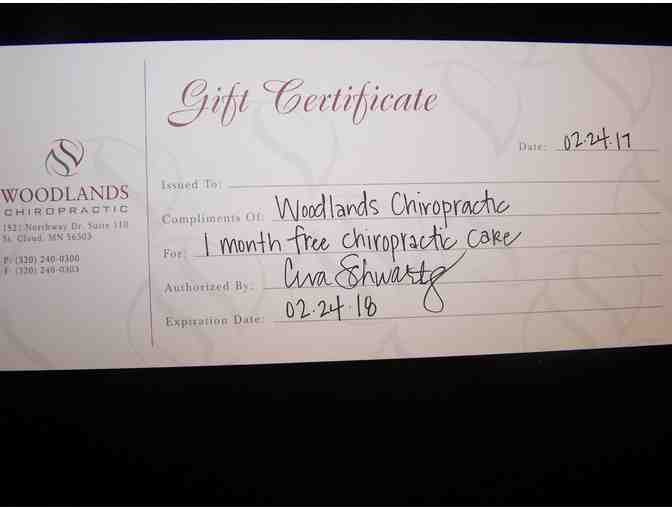 Gift Certificate
Date: 02.24.17
WOODLANDS
CHIROPRACTIC
1521 Northway Dr. Suite 110
St. Cloud, MN 56303
P: (320) 240-0300
F: (320) 240-0303
Issued To:
Compliments Of: Woodlands Chiropractic
For: 1 month free chiropractic care
Authorized By: Schwartz
Expiration Date: 02.24.18